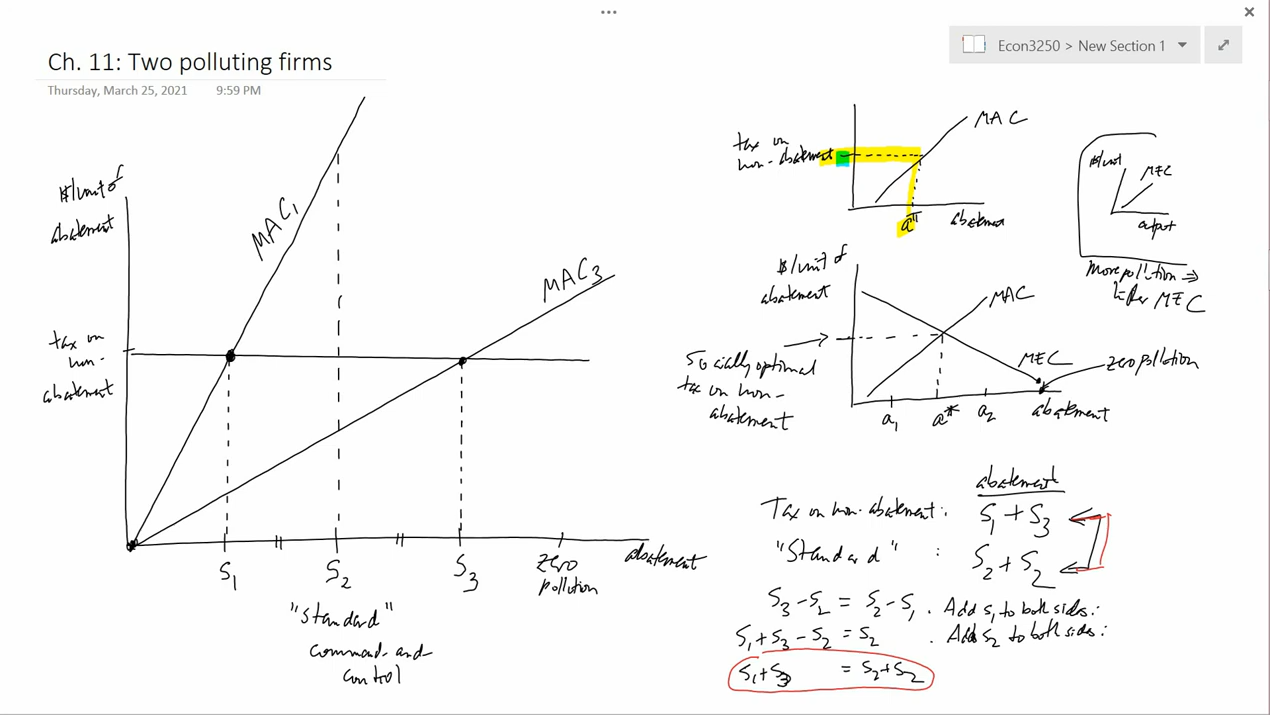 Econ3250 > New Section 1
Ch. 11: Two polluting firms
Thursday, March 25, 2021 9:59 PM
$/unit of
abatement
MAC1
MAC3
tax on
non-
abatement
S1
S2
S3
zero
pollution
abatement
"Standard"
command-and-
control
tax on
non-abatement
MAC
a*
abatement
$/unit
MEC
output
More pollution ⇒
higher MEC
$/unit of
abatement
MAC
MEC
zero pollution
Socially optimal
tax on non-
abatement
a1
a*
a2
abatement
abatement
Tax on non-abatement: S1 + S3
"Standard" : S2 + S2
S3 - S2 = S2 - S1 . Add S1 to both sides:
S1 + S3 - S2 = S2 . Add S2 to both sides:
S1 + S3 = S2 + S2